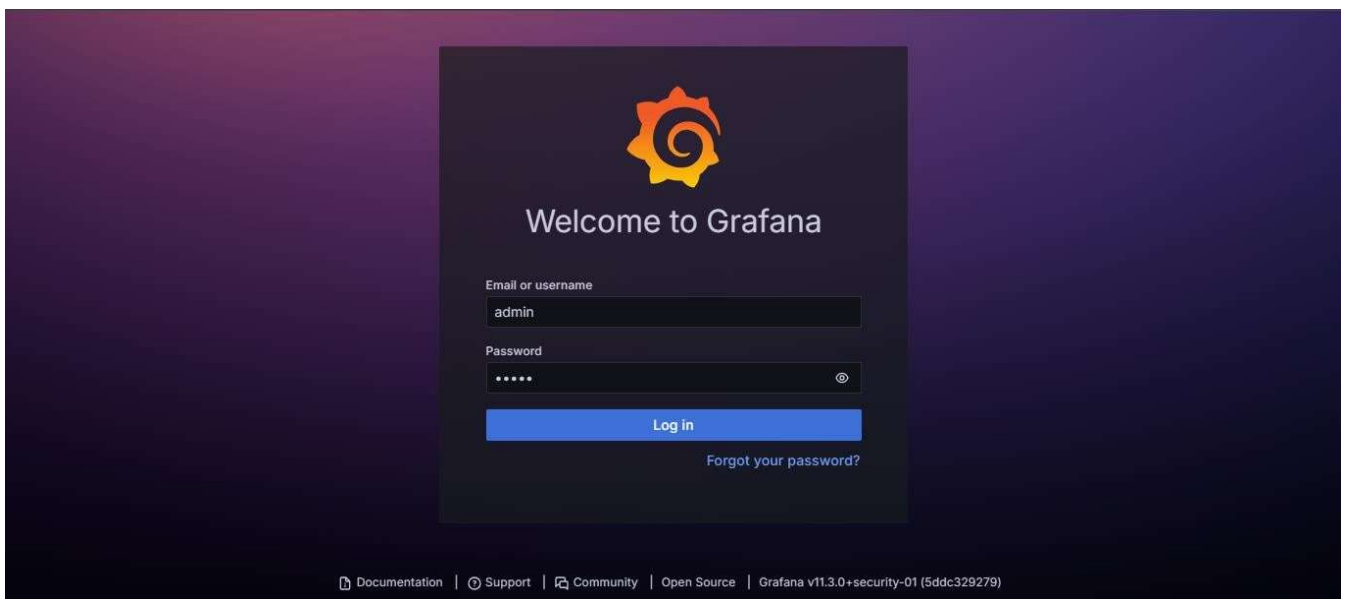 Welcome to Grafana
Email or username
admin
Password
•••••
Log in
Forgot your password?
Documentation | Support | Community | Open Source | Grafana v11.3.0+security-01 (5ddc329279)